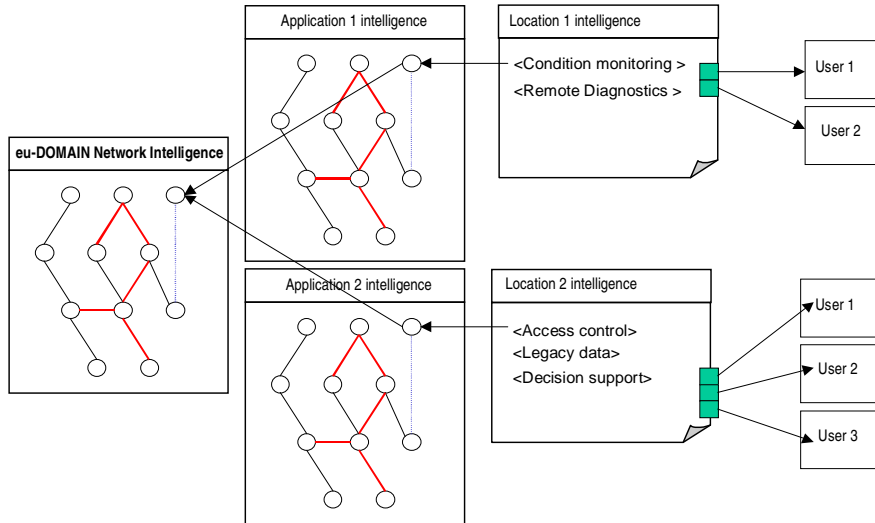 Application 1 intelligence
Location 1 intelligence
<Condition monitoring >
<Remote Diagnostics >
User 1
User 2
eu-DOMAIN Network Intelligence
Application 2 intelligence
Location 2 intelligence
<Access control>
<Legacy data>
<Decision support>
User 1
User 2
User 3